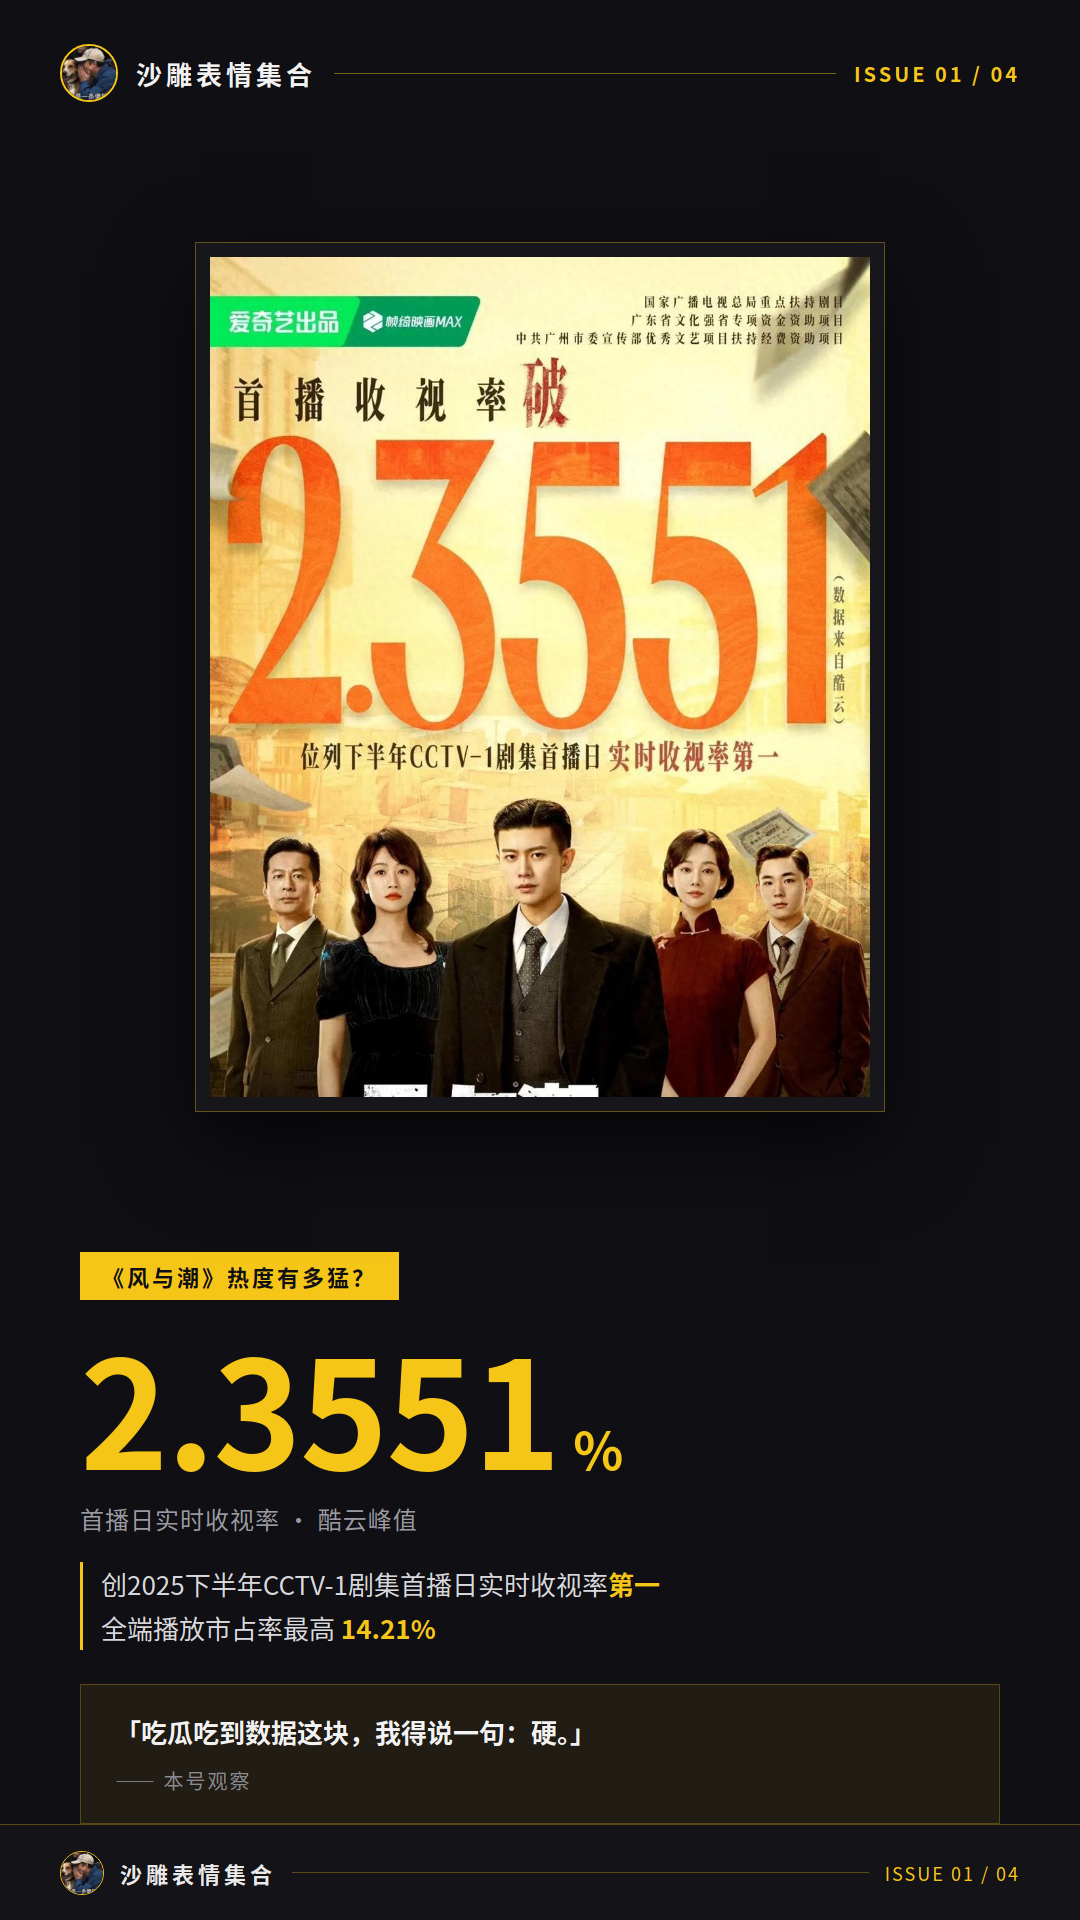 沙雕表情集合
ISSUE 01 / 04
爱奇艺出品
帧绮映画MAX
国家广播电视总局重点扶持剧目
广东省文化强省专项资金资助项目
中共广州市委宣传部优秀文艺项目扶持经费资助项目
首播收视率破
2.3551
（数据来自酷云）
位列下半年CCTV-1剧集首播日实时收视率第一
《风与潮》热度有多猛？
2.3551 %
首播日实时收视率 · 酷云峰值
创2025下半年CCTV-1剧集首播日实时收视率第一
全端播放市占率最高 14.21%
「吃瓜吃到数据这块，我得说一句：硬。」
—— 本号观察
沙雕表情集合
ISSUE 01 / 04